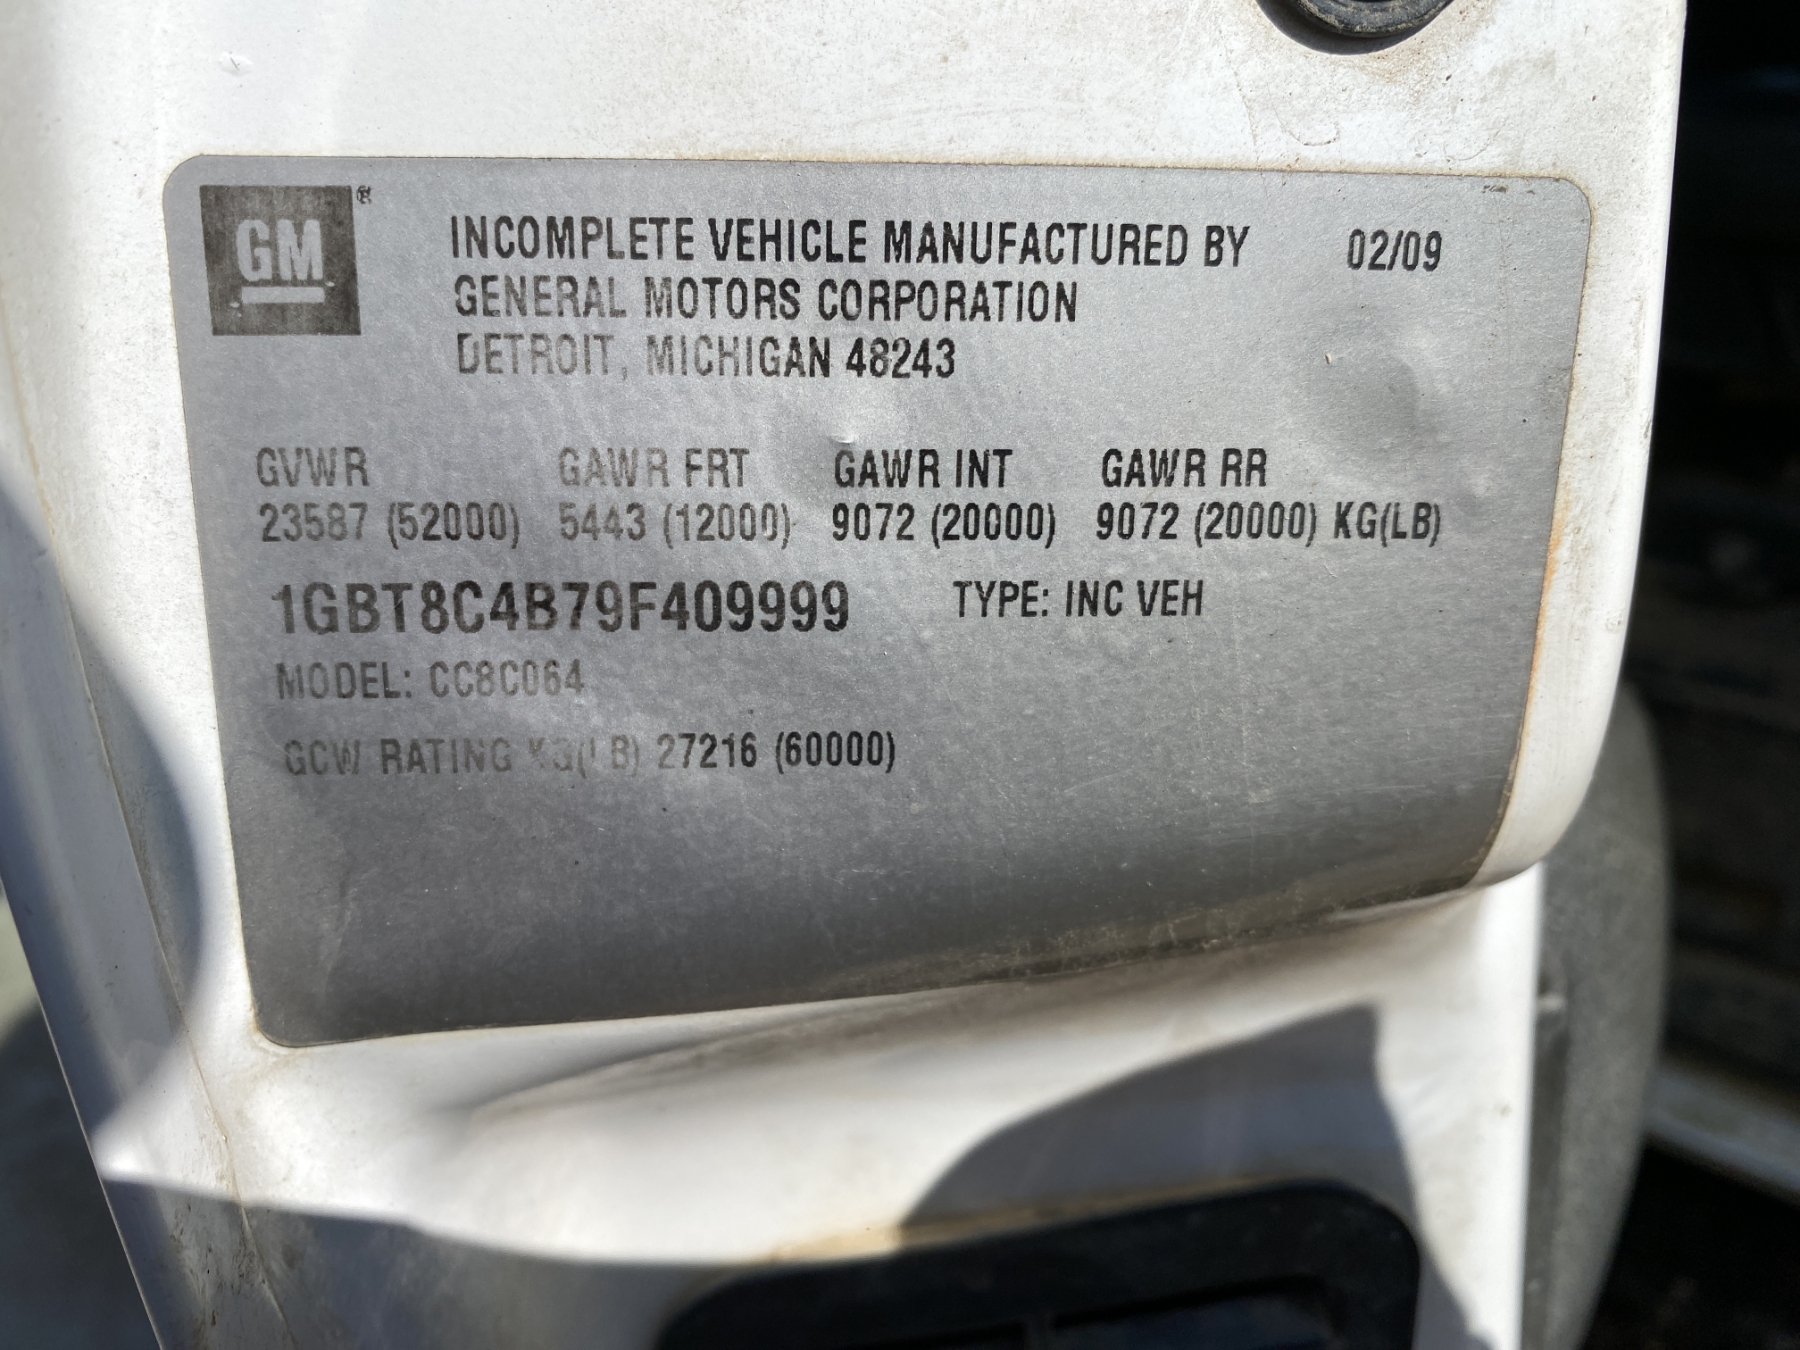 GM®
INCOMPLETE VEHICLE MANUFACTURED BY 02/09
GENERAL MOTORS CORPORATION
DETROIT, MICHIGAN 48243
GVWR GAWR FRT GAWR INT GAWR RR
23587 (52000) 5443 (12000) 9072 (20000) 9072 (20000) KG(LB)
1GBT8C4B79F409999 TYPE: INC VEH
MODEL: CC8C064
GCW RATING KG(LB) 27216 (60000)